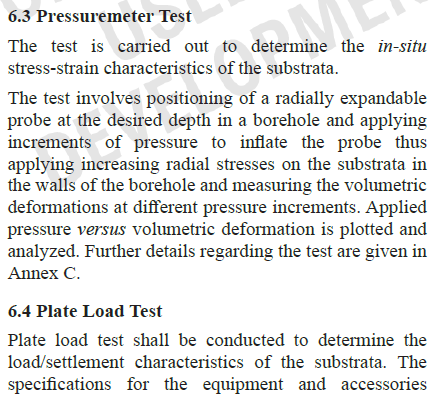 6.3 Pressuremeter Test
The test is carried out to determine the in-situ
stress-strain characteristics of the substrata.
The test involves positioning of a radially expandable
probe at the desired depth in a borehole and applying
increments of pressure to inflate the probe thus
applying increasing radial stresses on the substrata in
the walls of the borehole and measuring the volumetric
deformations at different pressure increments. Applied
pressure versus volumetric deformation is plotted and
analyzed. Further details regarding the test are given in
Annex C.
6.4 Plate Load Test
Plate load test shall be conducted to determine the
load/settlement characteristics of the substrata. The
specifications for the equipment and accessories